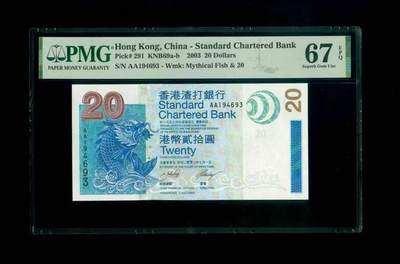 PMG
PAPER MONEY GUARANTY
Hong Kong, China - Standard Chartered Bank
Pick# 291 KNB69a-b 2003 20 Dollars
S/N AA194693 - Wmk: Mythical Fish & 20
67
EPQ
Superb Gem Unc
20
香港渣打銀行
AA194693
Standard
Chartered Bank
港幣貳拾圓
Twenty
AA194693
20